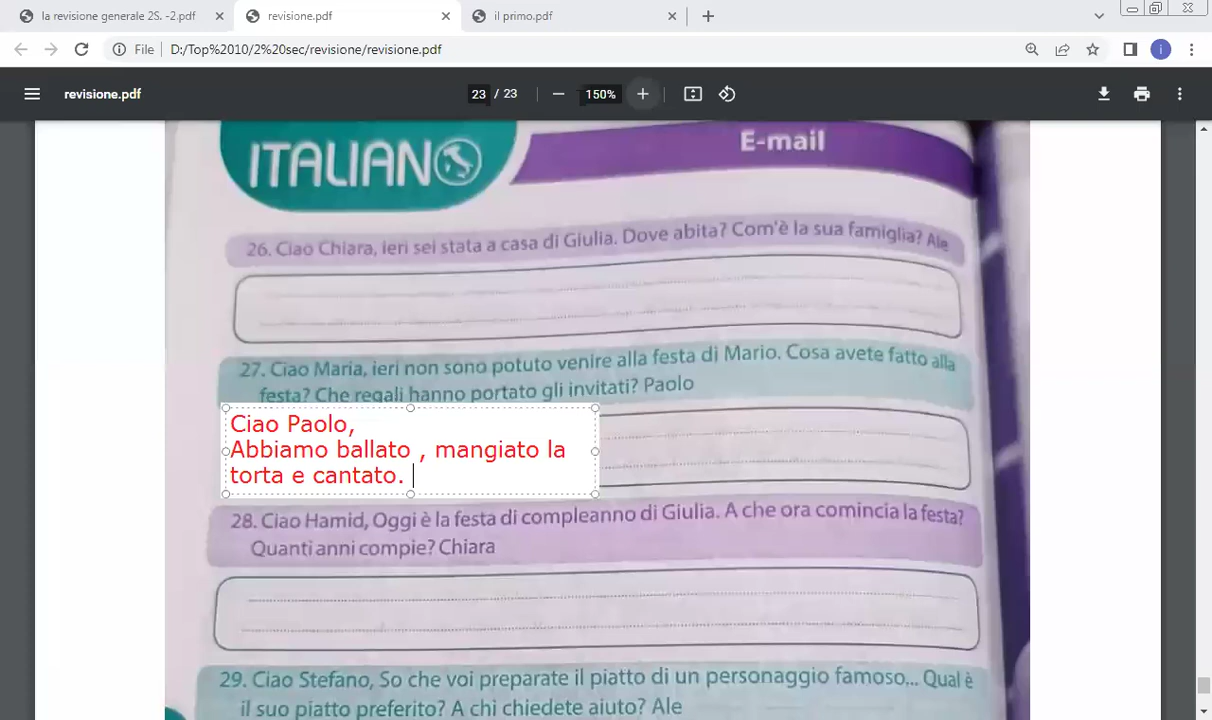 la revisione generale 2S. -2.pdf
revisione.pdf
il primo.pdf
File D:/Top%2010/2%20sec/revisione/revisione.pdf
i
revisione.pdf
23 / 23
150%
ITALIANO
E-mail
26. Ciao Chiara, ieri sei stata a casa di Giulia. Dove abita? Com'è la sua famiglia? Ale
27. Ciao Maria, ieri non sono potuto venire alla festa di Mario. Cosa avete fatto alla
festa? Che regali hanno portato gli invitati? Paolo
Ciao Paolo,
Abbiamo ballato , mangiato la
torta e cantato.
28. Ciao Hamid, Oggi è la festa di compleanno di Giulia. A che ora comincia la festa?
Quanti anni compie? Chiara
29. Ciao Stefano, So che voi preparate il piatto di un personaggio famoso... Qual è
il suo piatto preferito? A chi chiedete aiuto? Ale